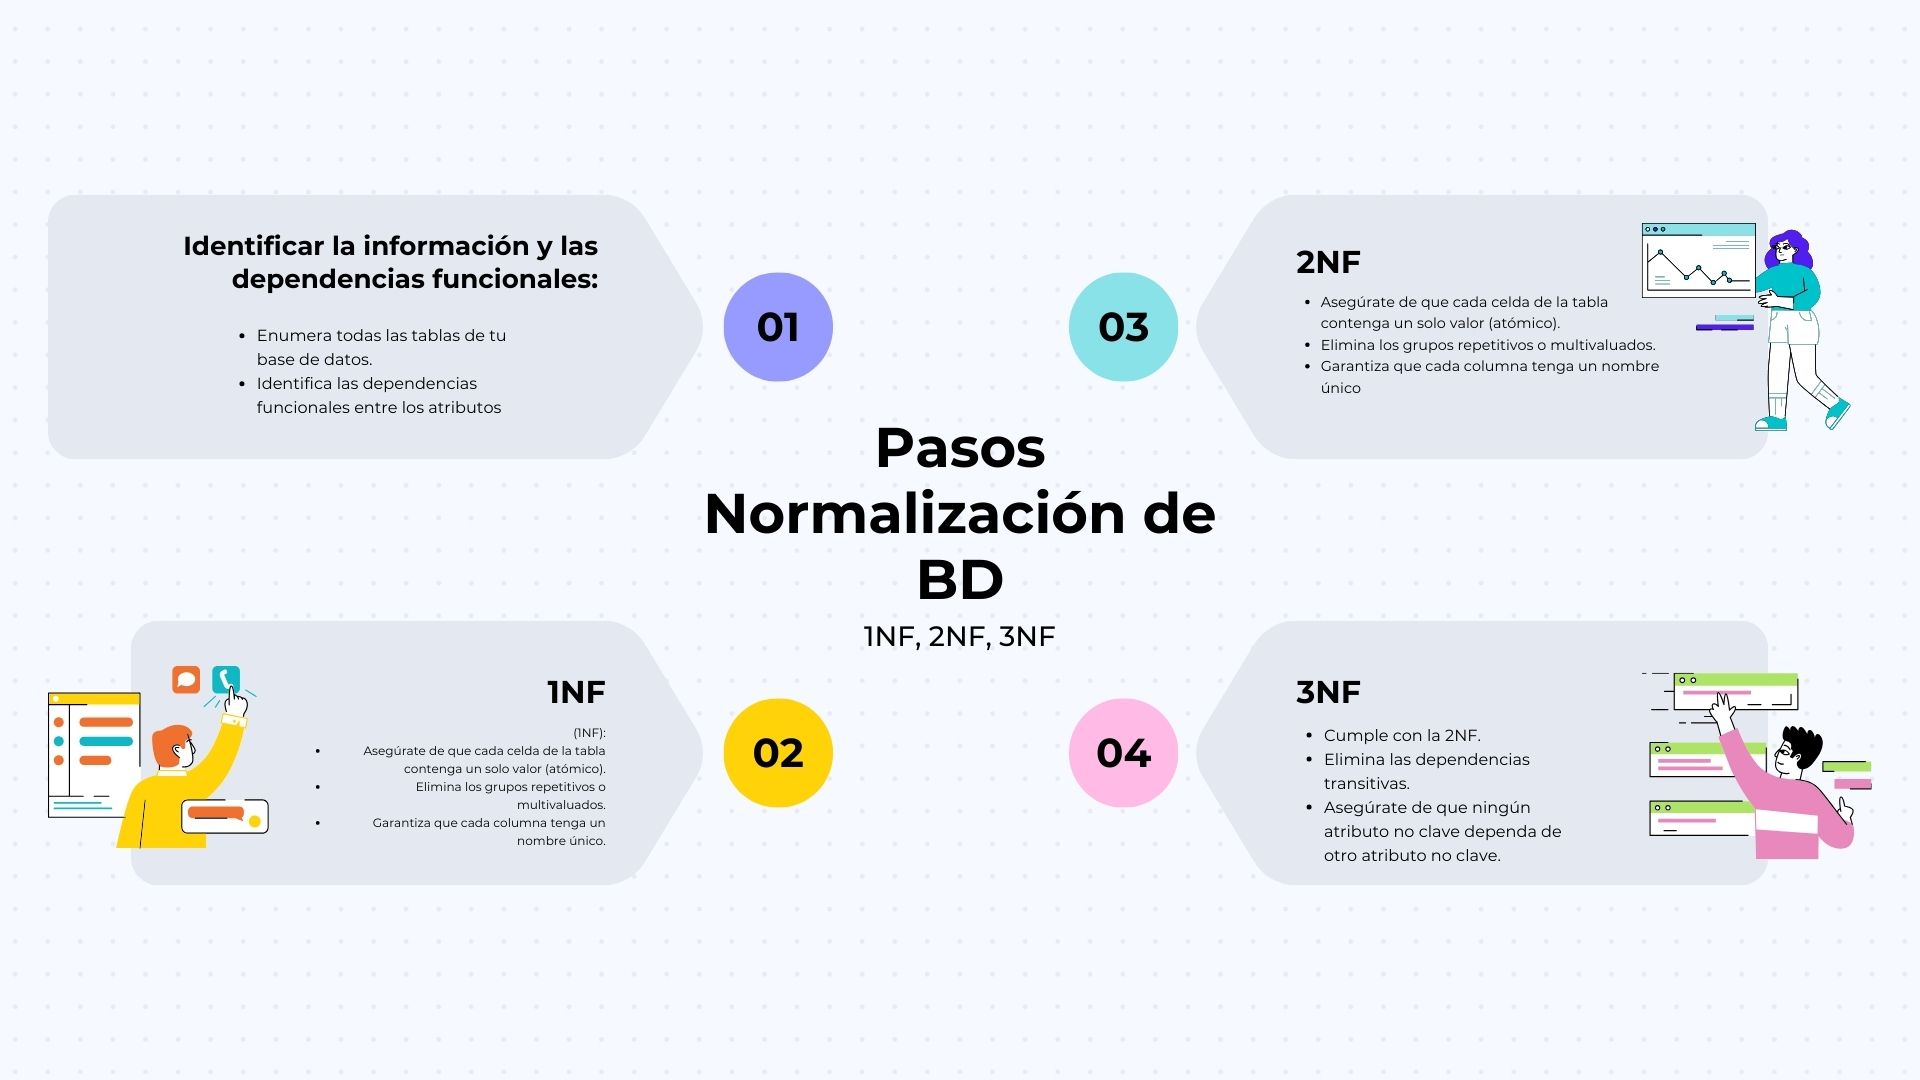 Identificar la información y las
dependencias funcionales:
• Enumera todas las tablas de tu
base de datos.
• Identifica las dependencias
funcionales entre los atributos
01
1NF
(1NF):
• Asegúrate de que cada celda de la tabla
contenga un solo valor (atómico).
• Elimina los grupos repetitivos o
multivaluados.
• Garantiza que cada columna tenga un
nombre único.
02
Pasos
Normalización de
BD
1NF, 2NF, 3NF
03
2NF
• Asegúrate de que cada celda de la tabla
contenga un solo valor (atómico).
• Elimina los grupos repetitivos o multivaluados.
• Garantiza que cada columna tenga un nombre
único
04
3NF
• Cumple con la 2NF.
• Elimina las dependencias
transitivas.
• Asegúrate de que ningún
atributo no clave dependa de
otro atributo no clave.